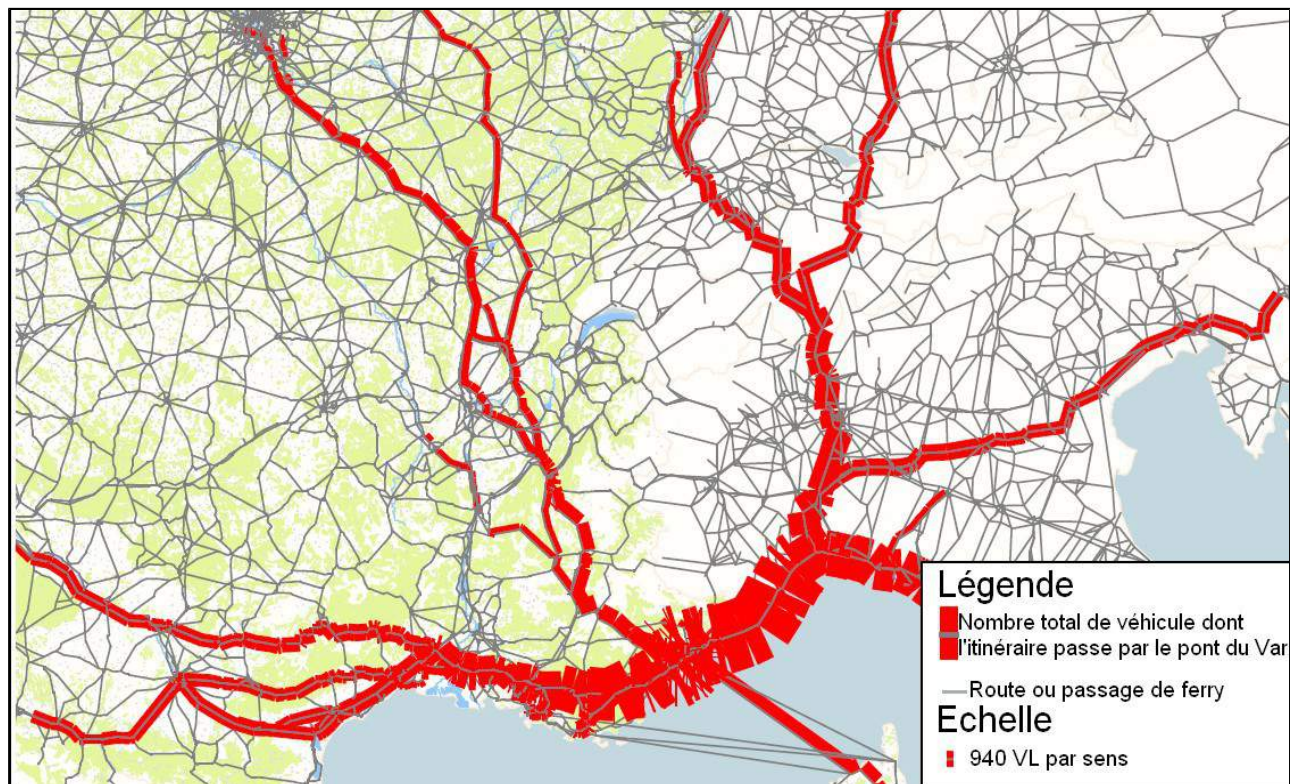 Légende
Nombre total de véhicule dont
l'itinéraire passe par le pont du Var
Route ou passage de ferry
Echelle
940 VL par sens